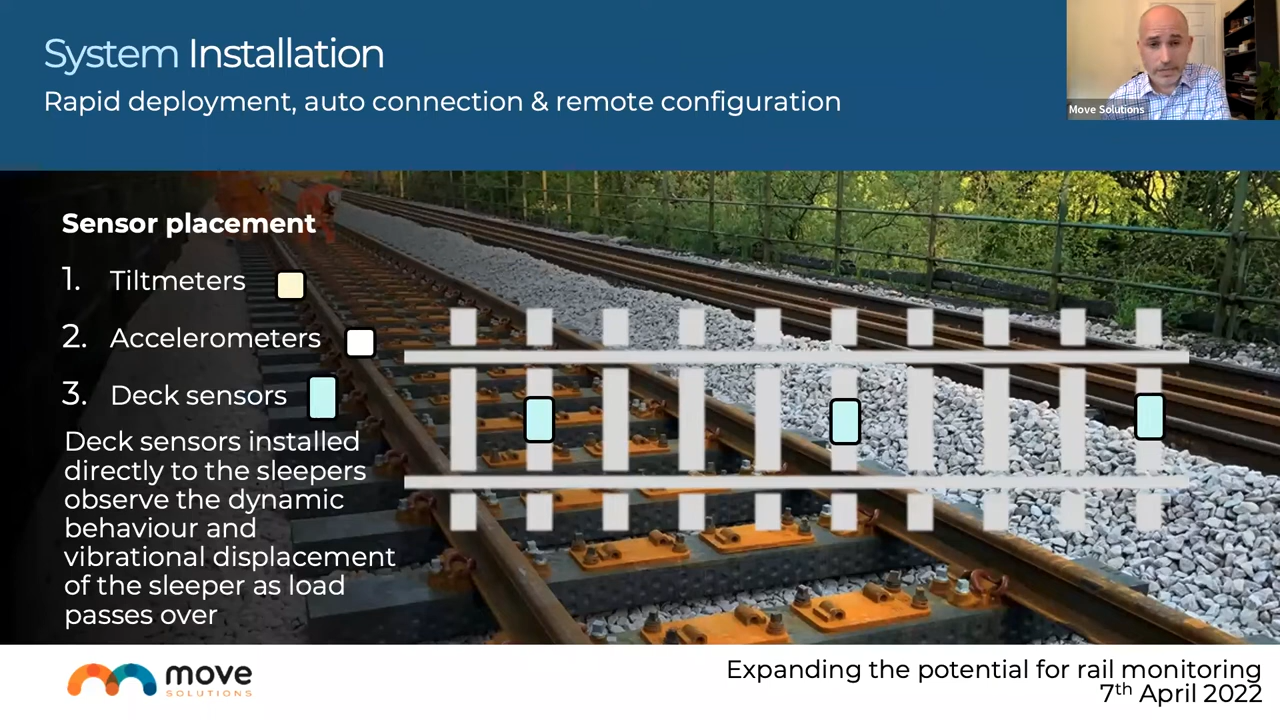 System Installation
Rapid deployment, auto connection & remote configuration
Move Solutions
Sensor placement
1. Tiltmeters
2. Accelerometers
3. Deck sensors
Deck sensors installed
directly to the sleepers
observe the dynamic
behaviour and
vibrational displacement
of the sleeper as load
passes over
move
SOLUTIONS
Expanding the potential for rail monitoring
7th April 2022